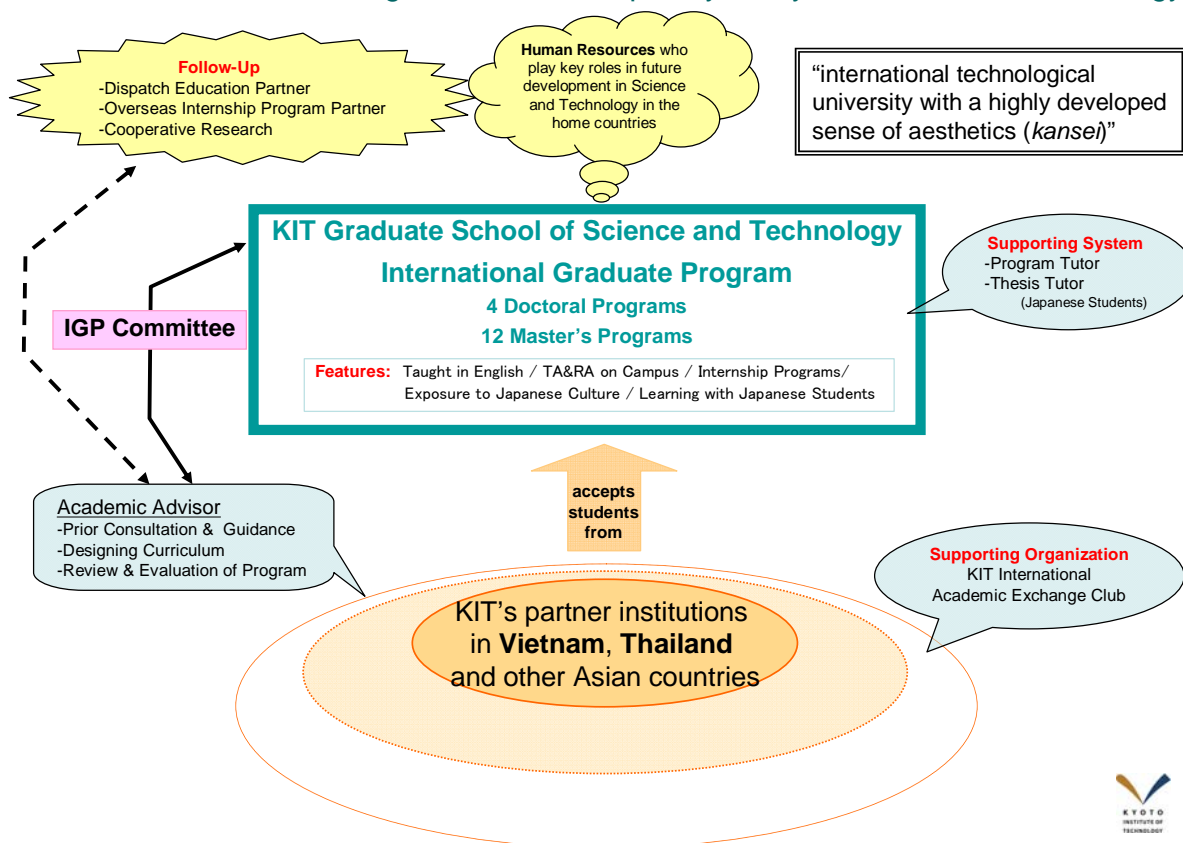 Follow-Up
-Dispatch Education Partner
-Overseas Internship Program Partner
-Cooperative Research
Human Resources who
play key roles in future
development in Science
and Technology in the
home countries
“international technological
university with a highly developed
sense of aesthetics (kansei)”
KIT Graduate School of Science and Technology
International Graduate Program
4 Doctoral Programs
12 Master’s Programs
Features: Taught in English / TA&RA on Campus / Internship Programs/
Exposure to Japanese Culture / Learning with Japanese Students
Supporting System
-Program Tutor
-Thesis Tutor
(Japanese Students)
IGP Committee
accepts
students
from
Academic Advisor
-Prior Consultation & Guidance
-Designing Curriculum
-Review & Evaluation of Program
Supporting Organization
KIT International
Academic Exchange Club
KIT’s partner institutions
in Vietnam, Thailand
and other Asian countries
KYOTO
INSTITUTE OF
TECHNOLOGY